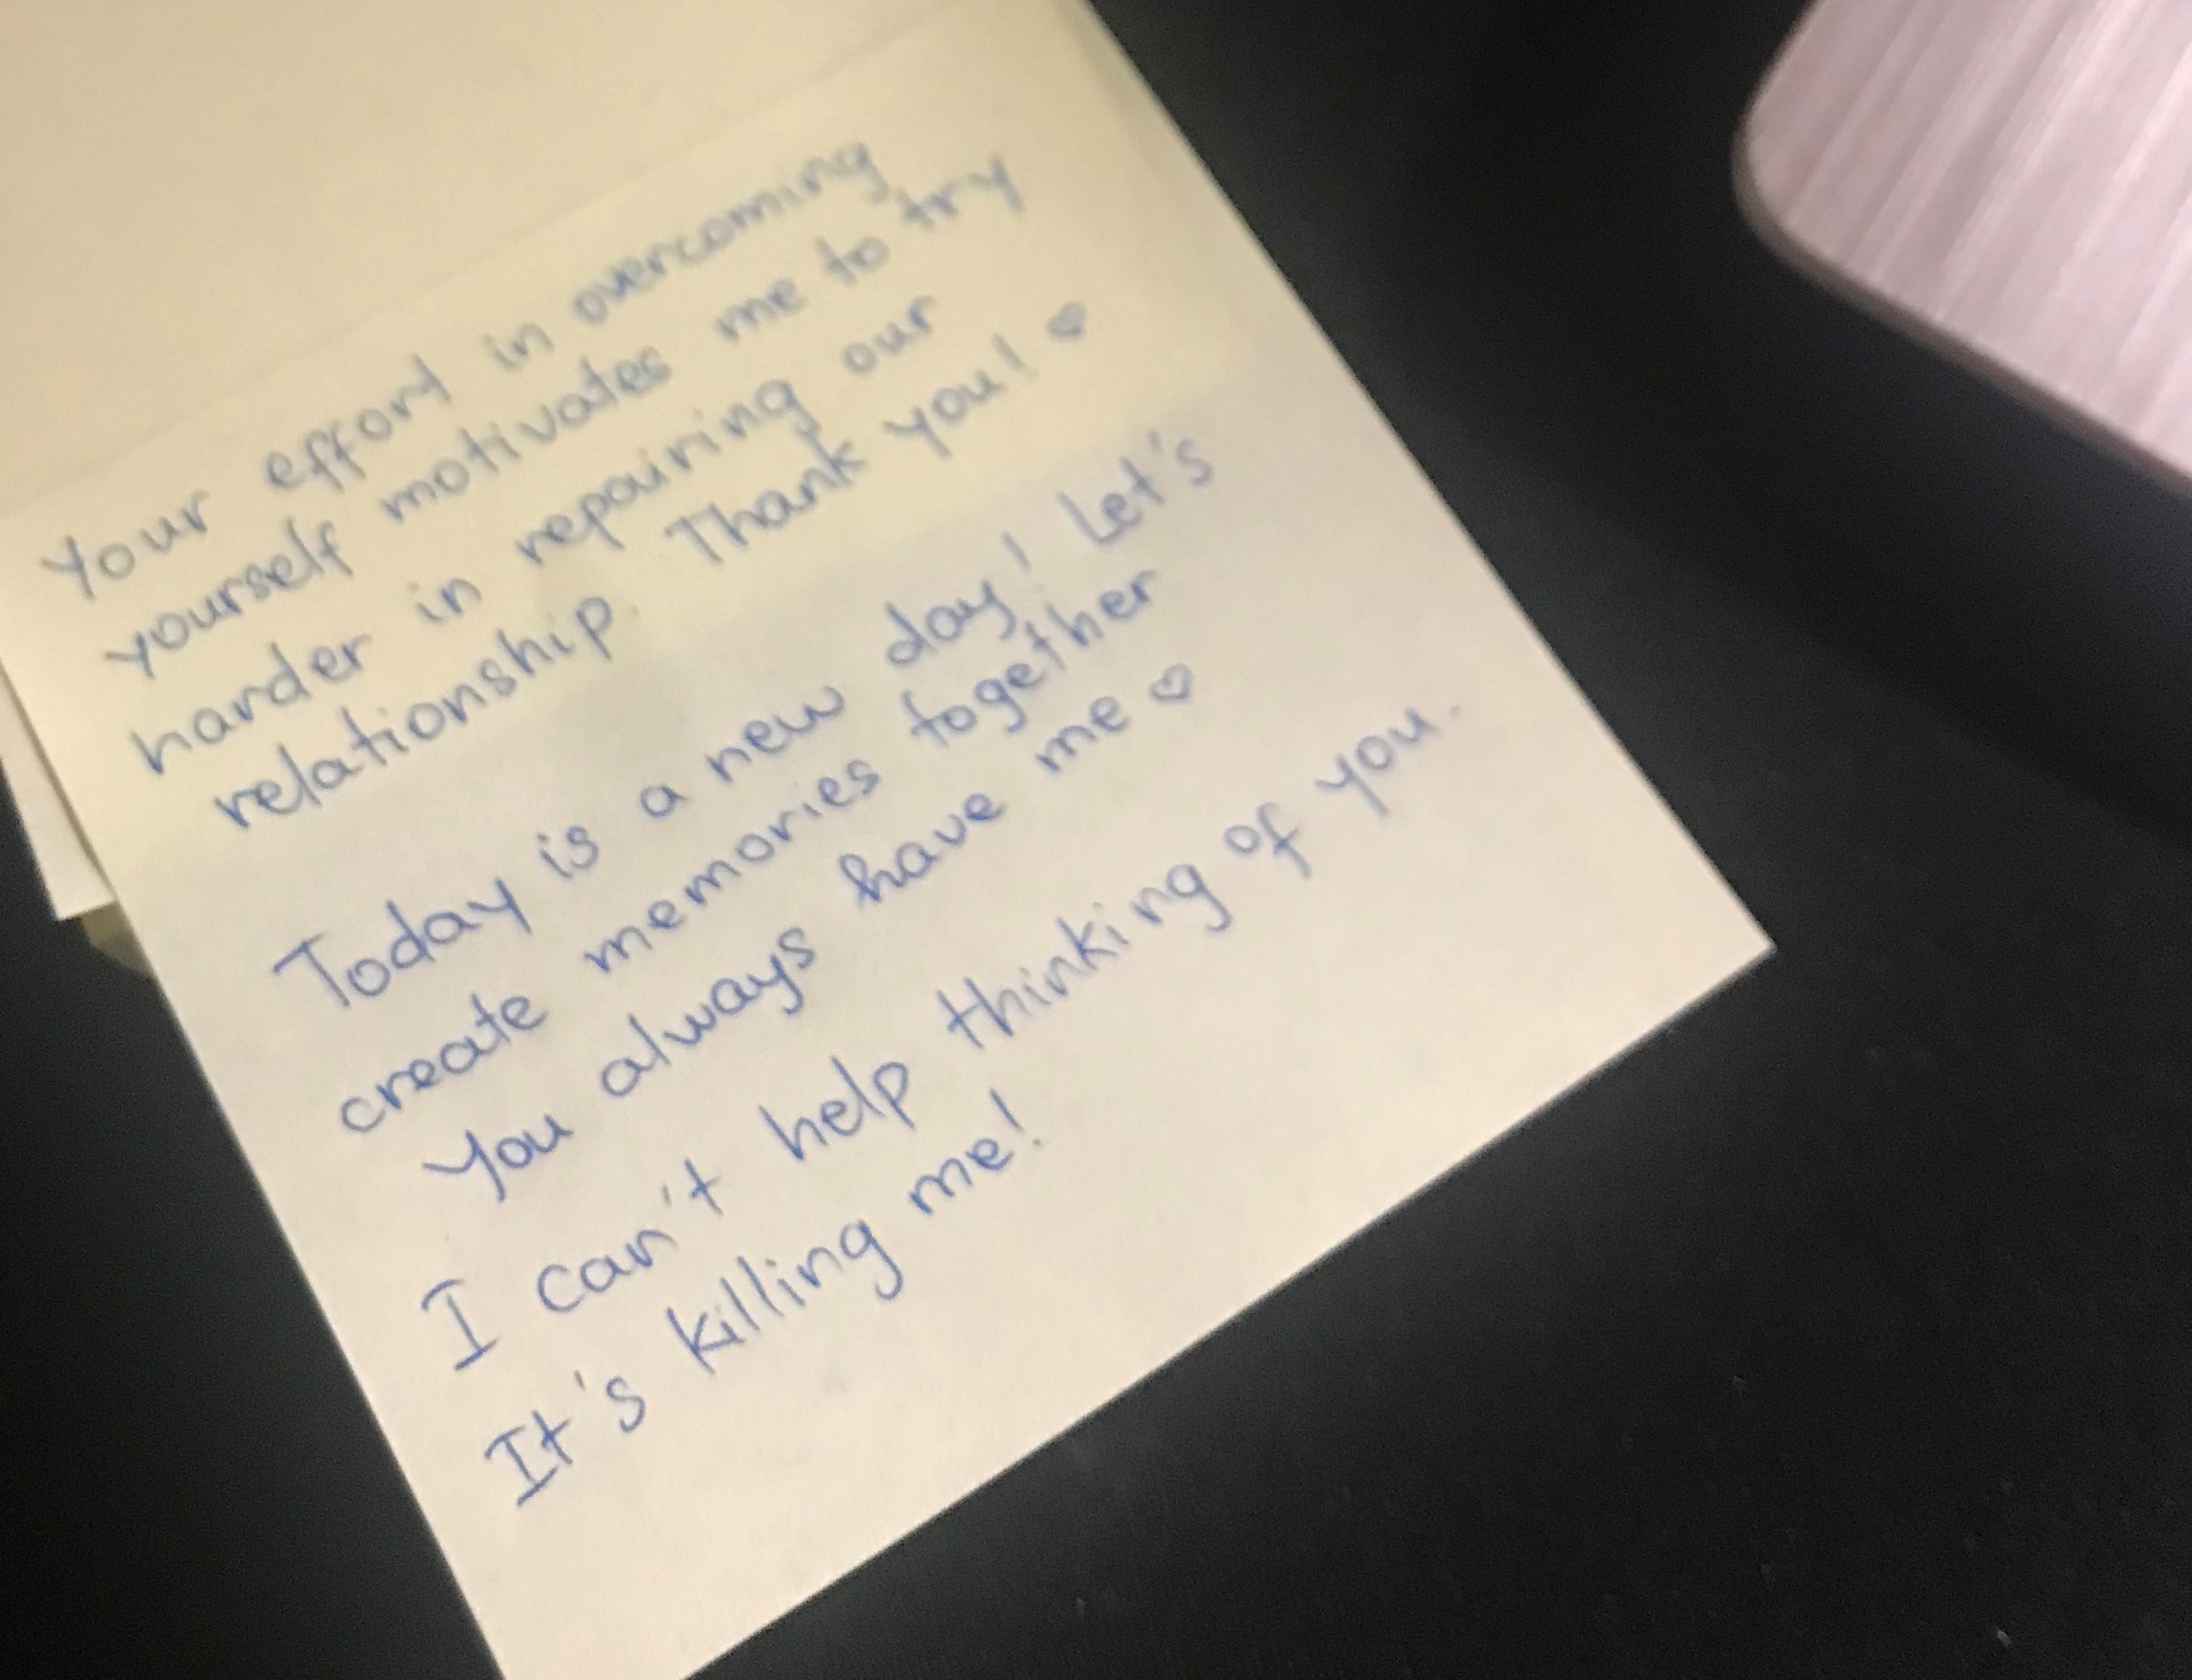 Your effort in overcoming
yourself motivates me to try
harder in repairing our
relationship. Thank you! ♥
Today is a new day! Let's
create memories together
You always have me ♥
I can't help thinking of you.
It's killing me!